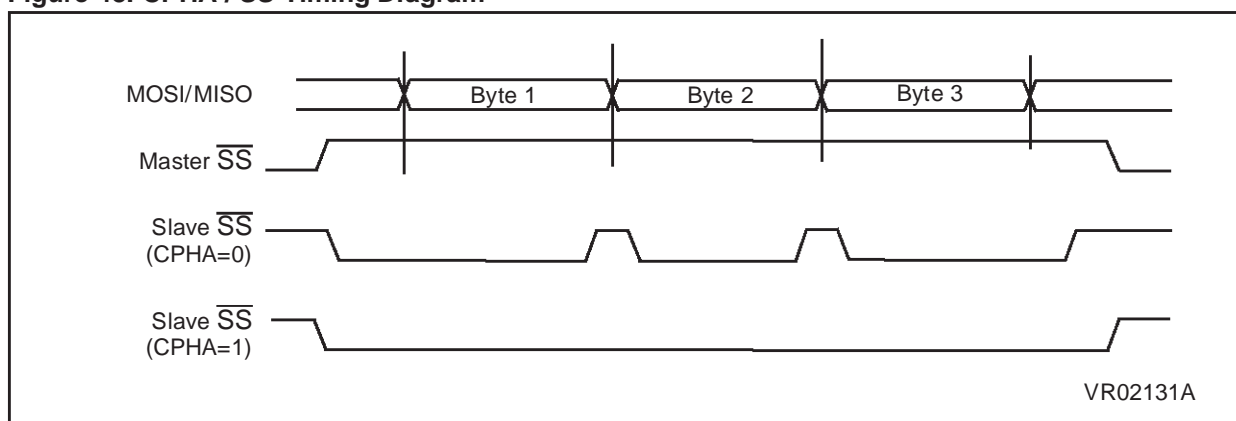 MOSI/MISO
Byte 1
Byte 2
Byte 3
Master SS
Slave SS
(CPHA=0)
Slave SS
(CPHA=1)
VR02131A